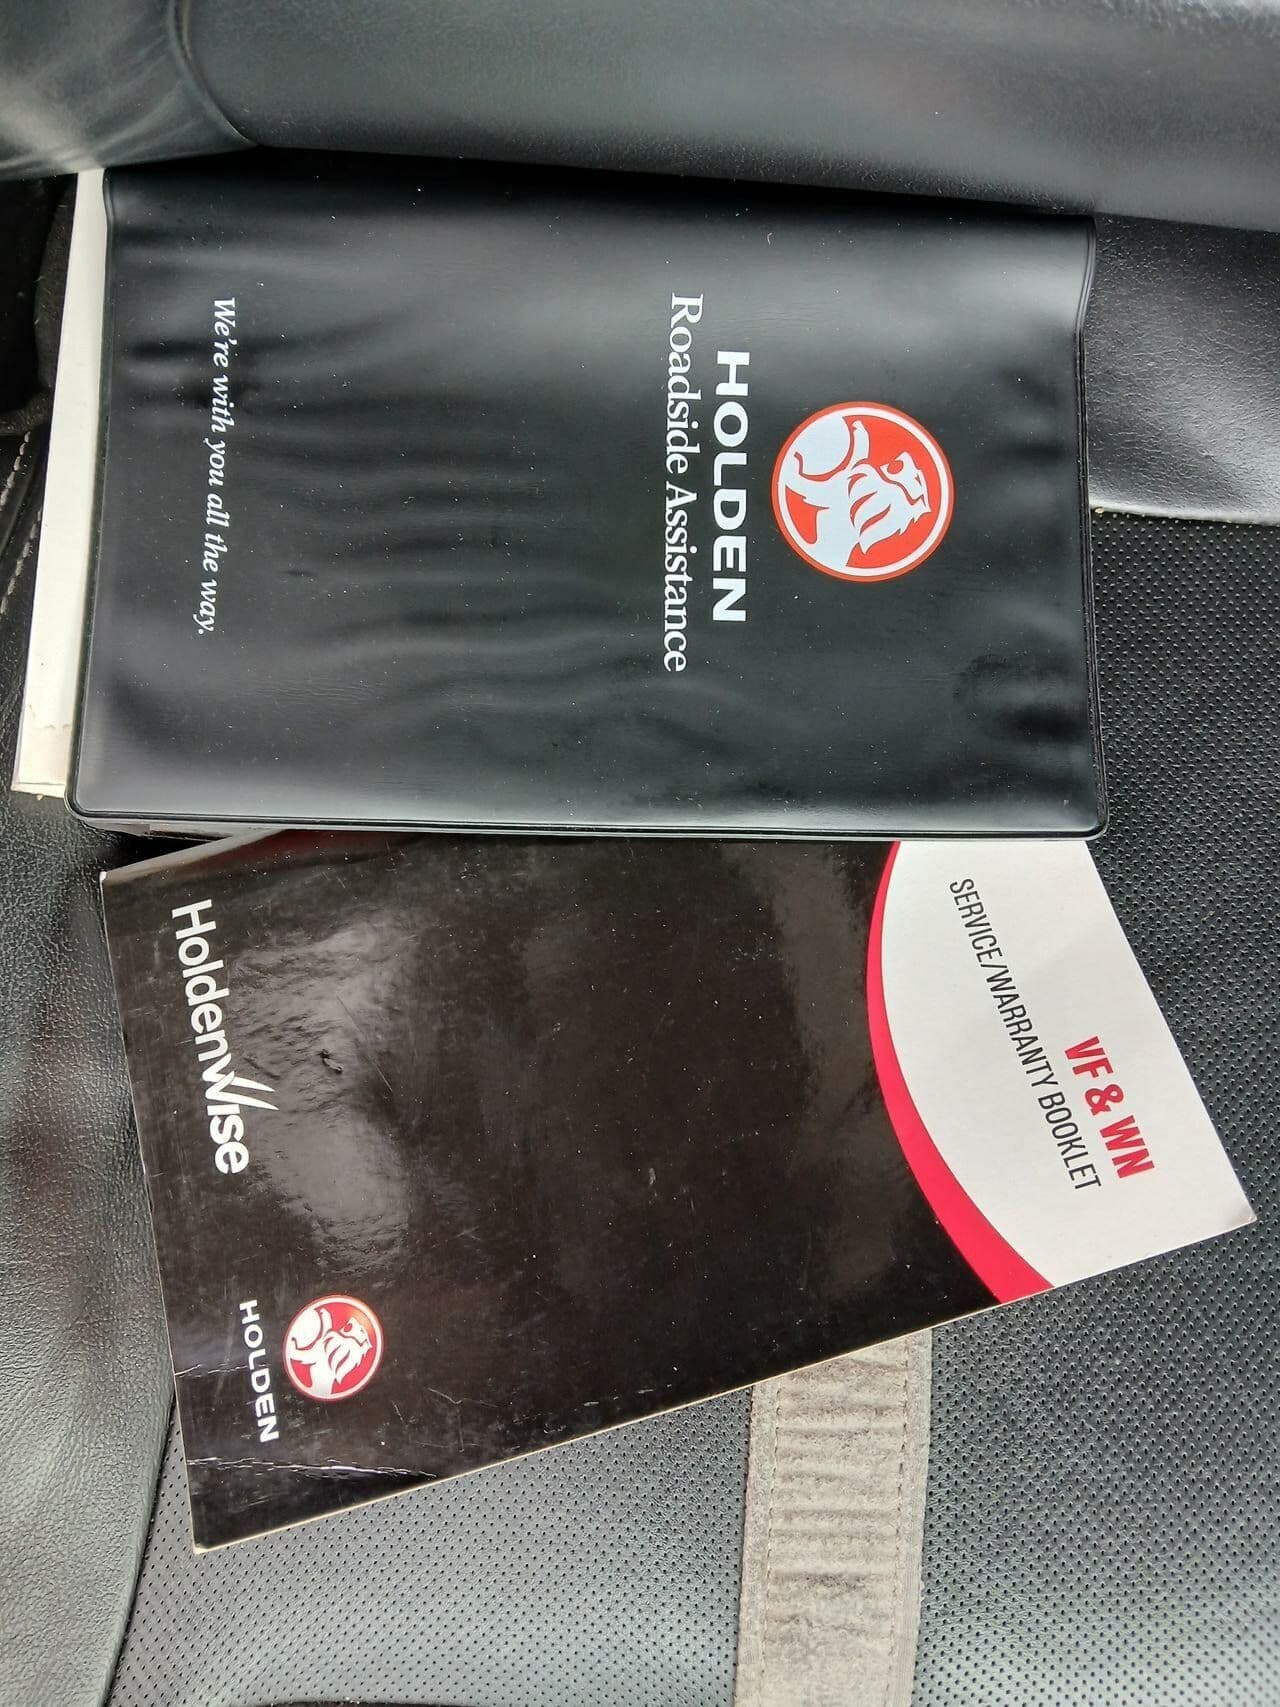 HOLDEN
Roadside Assistance
We're with you all the way.
VF & WN
SERVICE/WARRANTY BOOKLET
HoldenWise
HOLDEN